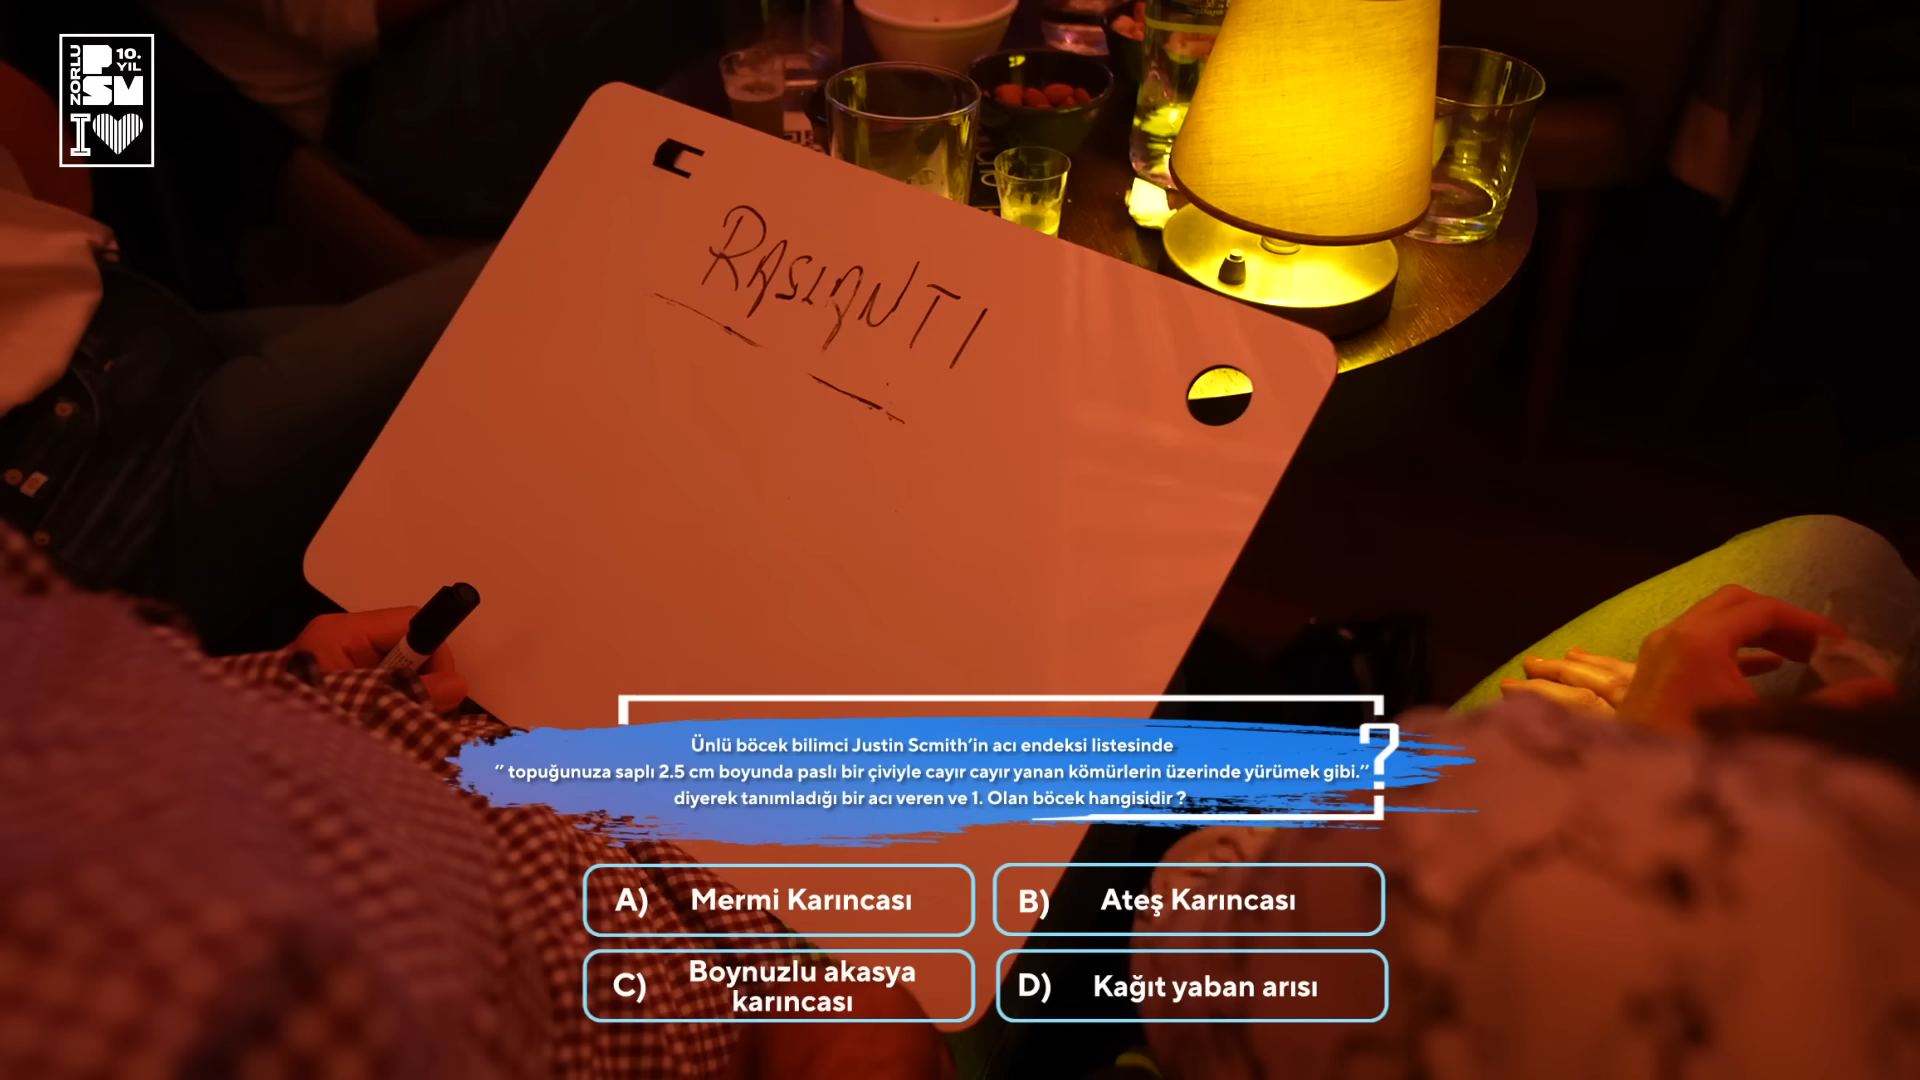 ZORLU
PSM
10.
YIL
I
RASLANTI
Ünlü böcek bilimci Justin Scmith'in acı endeksi listesinde
“ topuğunuza saplı 2.5 cm boyunda paslı bir çiviyle cayır cayır yanan kömürlerin üzerinde yürümek gibi.”
diyerek tanımladığı bir acı veren ve 1. Olan böcek hangisidir ?
?
A) Mermi Karıncası
B) Ateş Karıncası
C) Boynuzlu akasya
karıncası
D) Kağıt yaban arısı